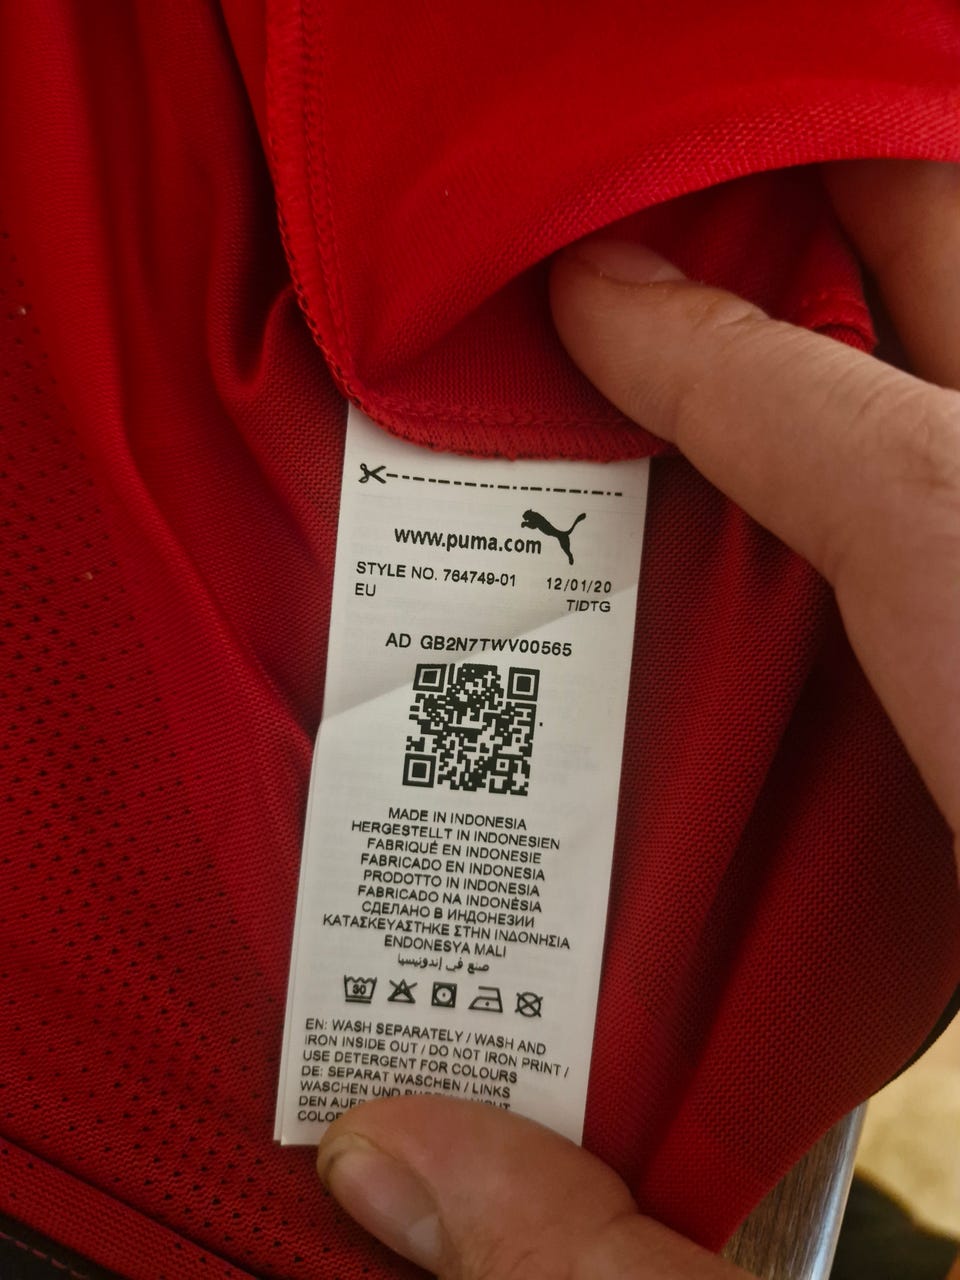 www.puma.com
STYLE NO. 764749-01 12/01/20
EU TIDTG
AD GB2N7TWV00565
MADE IN INDONESIA
HERGESTELLT IN INDONESIEN
FABRIQUÉ EN INDONESIE
FABRICADO EN INDONESIA
PRODOTTO IN INDONESIA
FABRICADO NA INDONÉSIA
СДЕЛАНО В ИНДОНЕЗИИ
ΚΑΤΑΣΚΕΥΑΣΤΗΚΕ ΣΤΗΝ ΙΝΔΟΝΗΣΙΑ
ENDONESYA MALI
صنع في إندونيسيا
30
EN: WASH SEPARATELY / WASH AND
IRON INSIDE OUT / DO NOT IRON PRINT /
USE DETERGENT FOR COLOURS
DE: SEPARAT WASCHEN / LINKS
WASCHEN UND
DEN